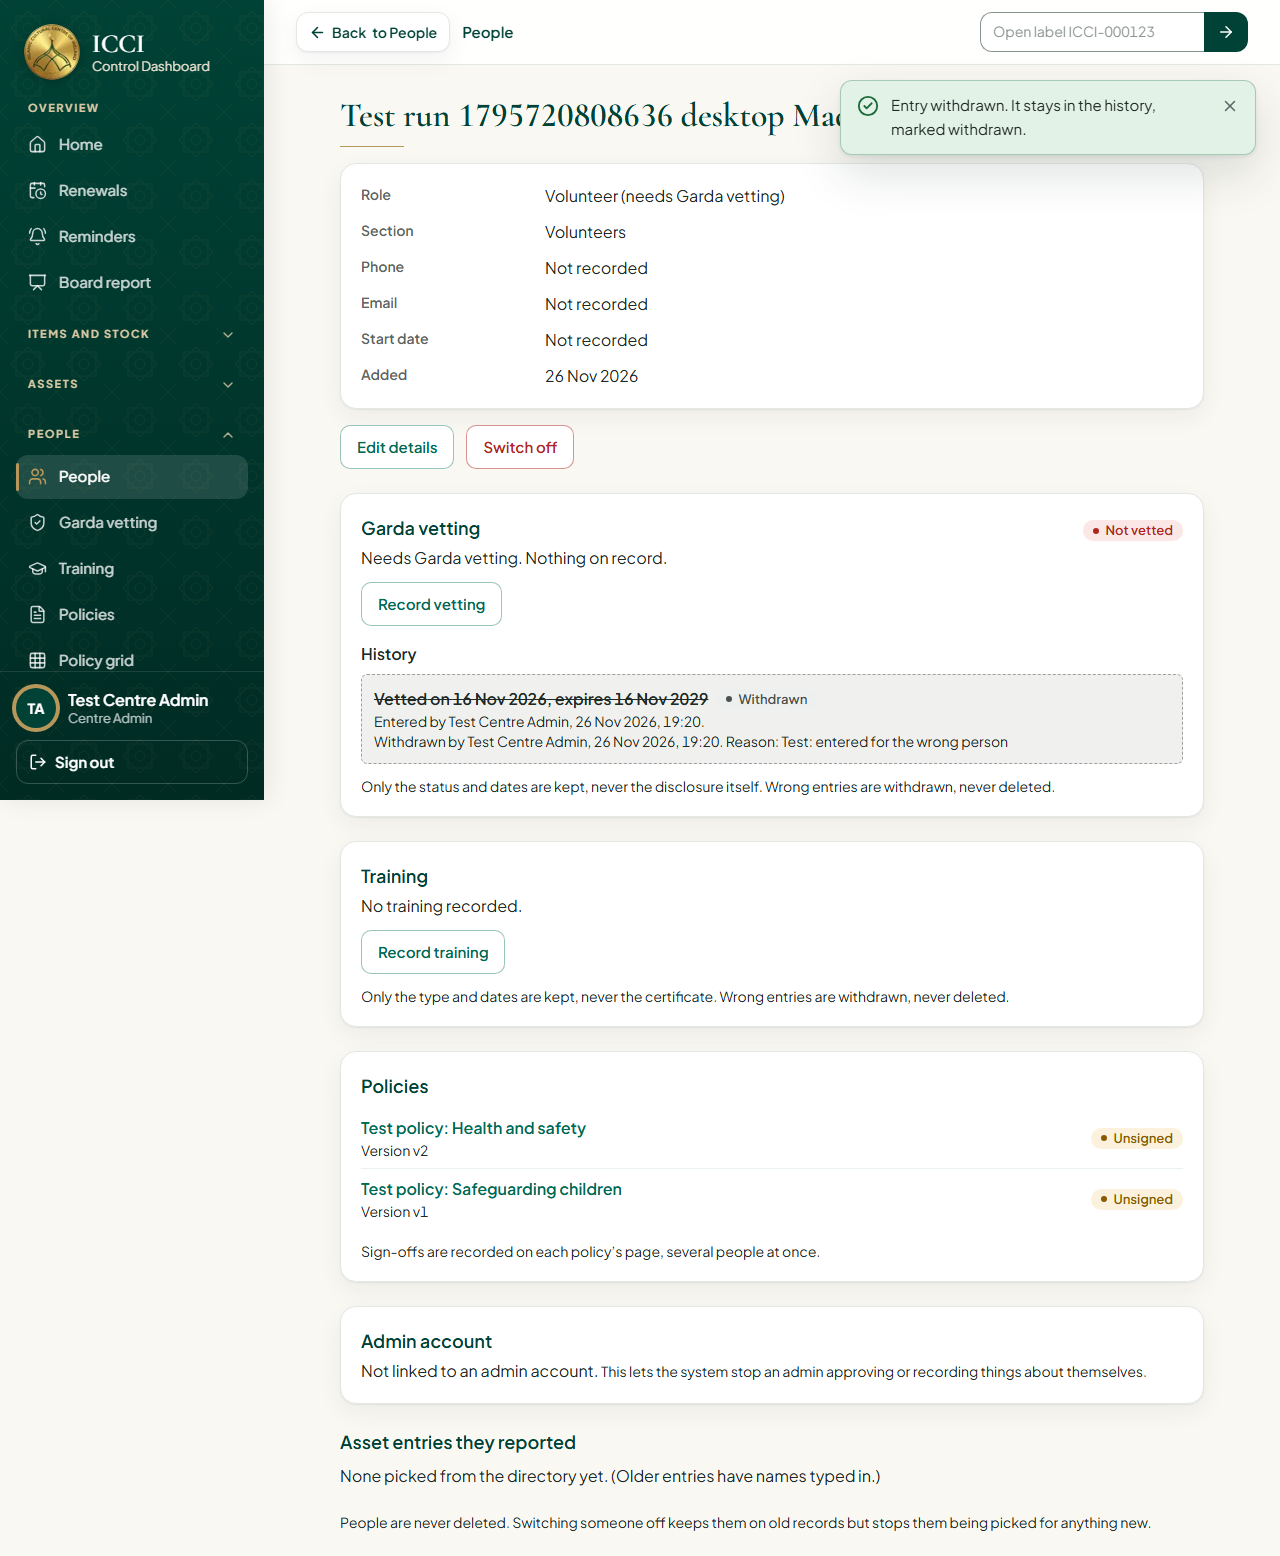 ICCI
Control Dashboard
OVERVIEW
Home
Renewals
Reminders
Board report
ITEMS AND STOCK
ASSETS
PEOPLE
People
Garda vetting
Training
Policies
Policy grid
TA
Test Centre Admin
Centre Admin
Sign out
Back to People
People
Open label ICCI-000123
Entry withdrawn. It stays in the history,
marked withdrawn.
Test run 1795720808636 desktop
Role
Volunteer (needs Garda vetting)
Section
Volunteers
Phone
Not recorded
Email
Not recorded
Start date
Not recorded
Added
26 Nov 2026
Edit details
Switch off
Garda vetting
Not vetted
Needs Garda vetting. Nothing on record.
Record vetting
History
Vetted on 16 Nov 2026, expires 16 Nov 2029
Withdrawn
Entered by Test Centre Admin, 26 Nov 2026, 19:20.
Withdrawn by Test Centre Admin, 26 Nov 2026, 19:20. Reason: Test: entered for the wrong person
Only the status and dates are kept, never the disclosure itself. Wrong entries are withdrawn, never deleted.
Training
No training recorded.
Record training
Only the type and dates are kept, never the certificate. Wrong entries are withdrawn, never deleted.
Policies
Test policy: Health and safety
Version v2
Unsigned
Test policy: Safeguarding children
Version v1
Unsigned
Sign-offs are recorded on each policy's page, several people at once.
Admin account
Not linked to an admin account. This lets the system stop an admin approving or recording things about themselves.
Asset entries they reported
None picked from the directory yet. (Older entries have names typed in.)
People are never deleted. Switching someone off keeps them on old records but stops them being picked for anything new.